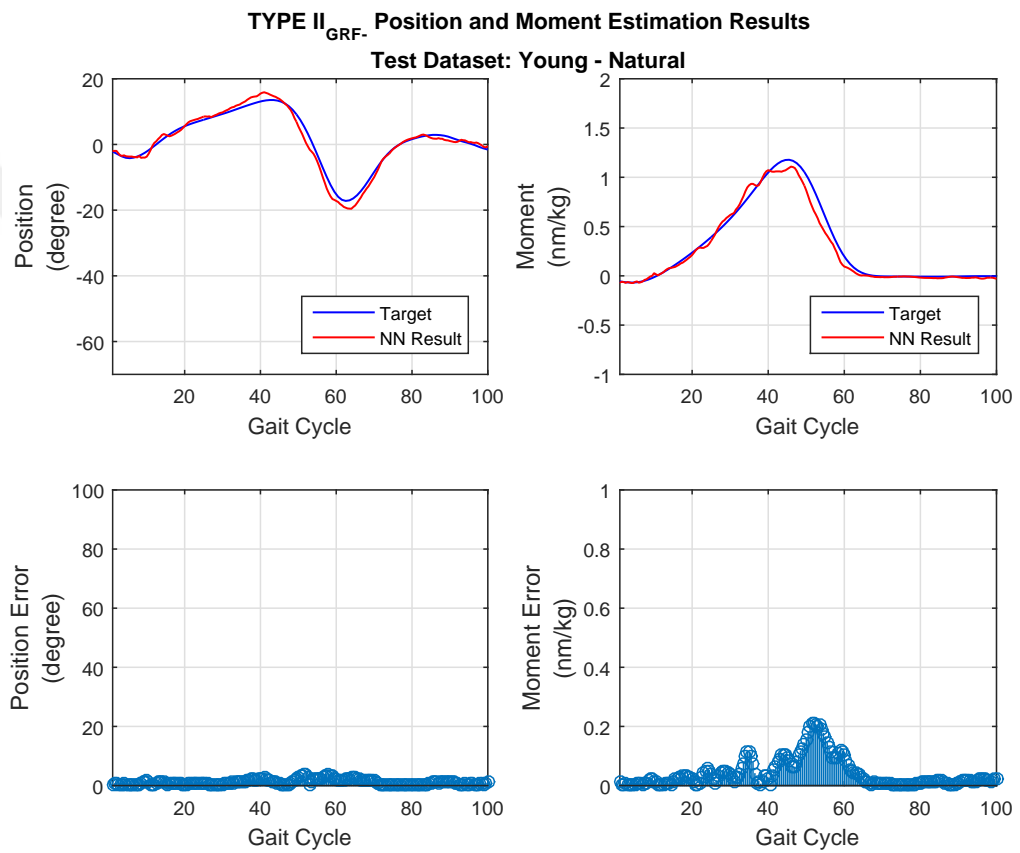 TYPE II_GRF-_ Position and Moment Estimation Results
Test Dataset: Young - Natural
20
0
-20
-40
-60
Position
(degree)
Target
NN Result
20
40
60
80
100
Gait Cycle
2
1.5
1
0.5
0
-0.5
-1
Moment
(nm/kg)
Target
NN Result
20
40
60
80
100
Gait Cycle
100
80
60
40
20
0
Position Error
(degree)
20
40
60
80
100
Gait Cycle
1
0.8
0.6
0.4
0.2
0
Moment Error
(nm/kg)
20
40
60
80
100
Gait Cycle